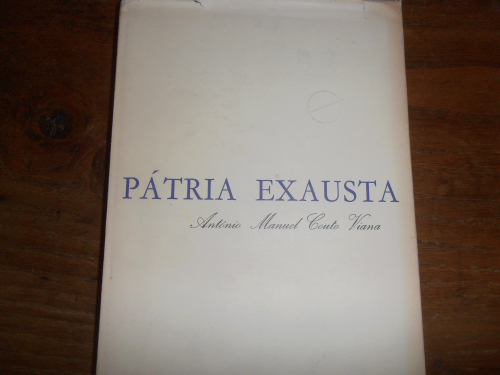 PÁTRIA EXAUSTA
António Manuel Couto Viana